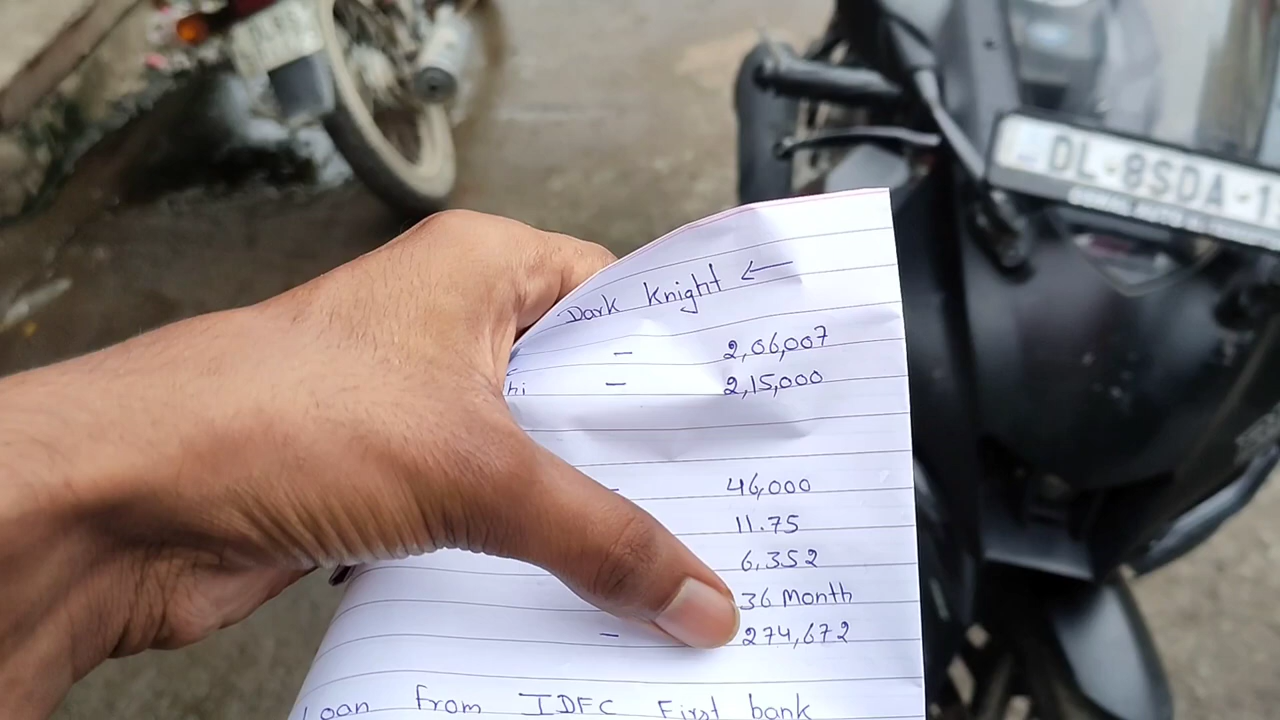 DL-8SDA-1
Dark Knight ←
- 2,06,007
hi - 2,15,000
- 46,000
11.75
6,352
36 Month
- 274,672
Loan from IDFC First bank